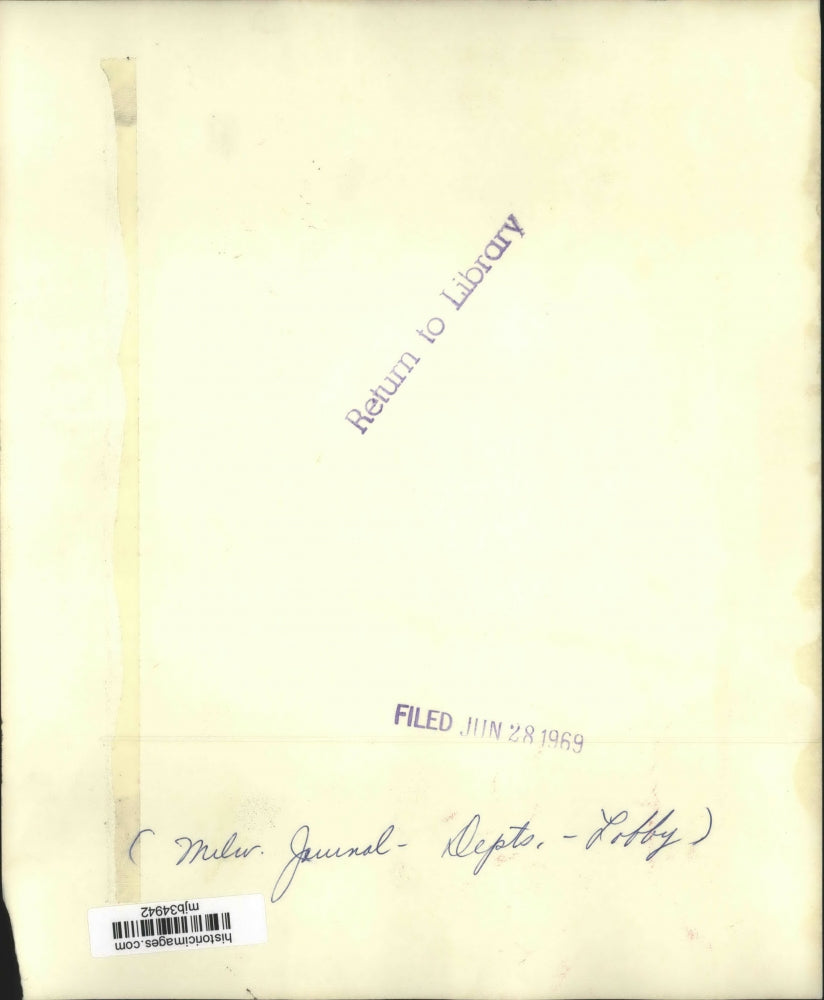 Return to Library
FILED JUN 28 1969
( Milw. Journal - Depts. - Lobby )
mjb34942
historicimages.com